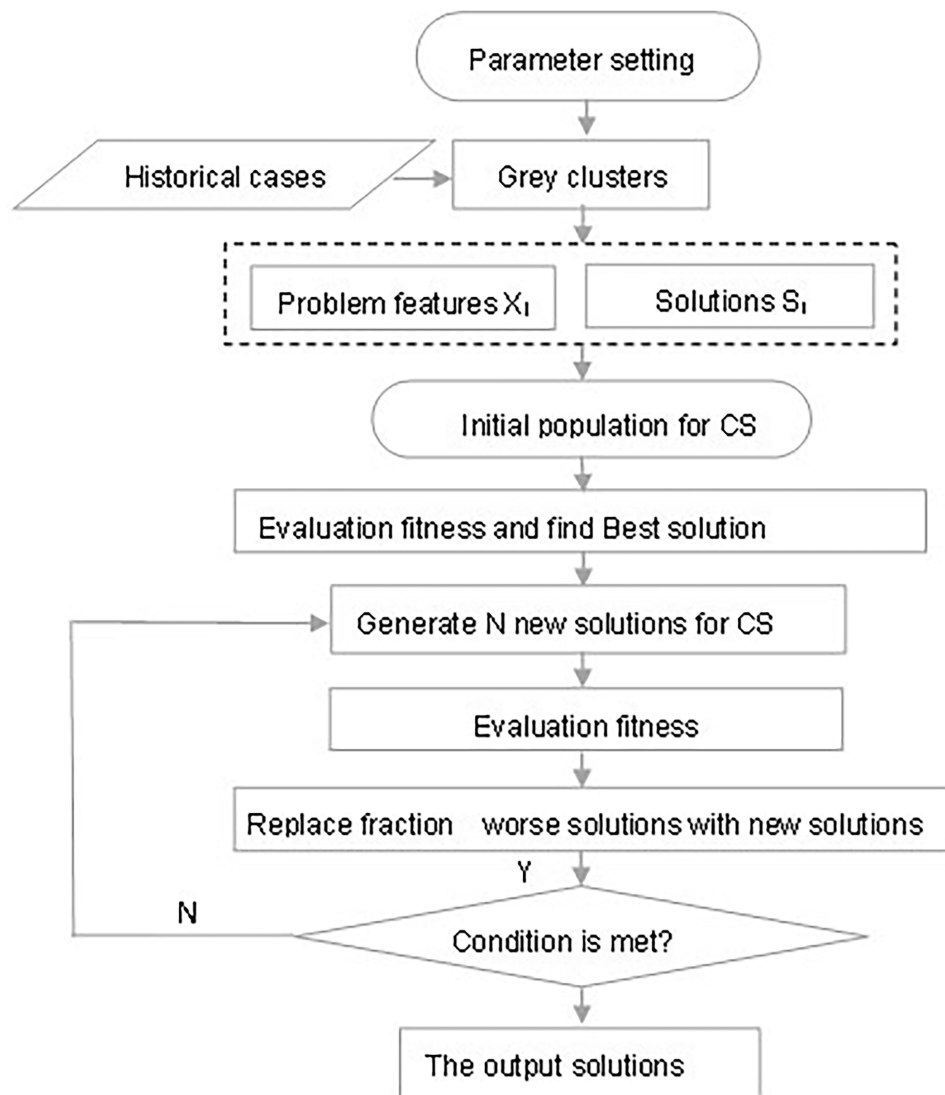 Parameter setting
Historical cases
Grey clusters
Problem features Xı
Solutions Sı
Initial population for CS
Evaluation fitness and find Best solution
Generate N new solutions for CS
Evaluation fitness
Replace fraction worse solutions with new solutions
Y
N
Condition is met?
The output solutions